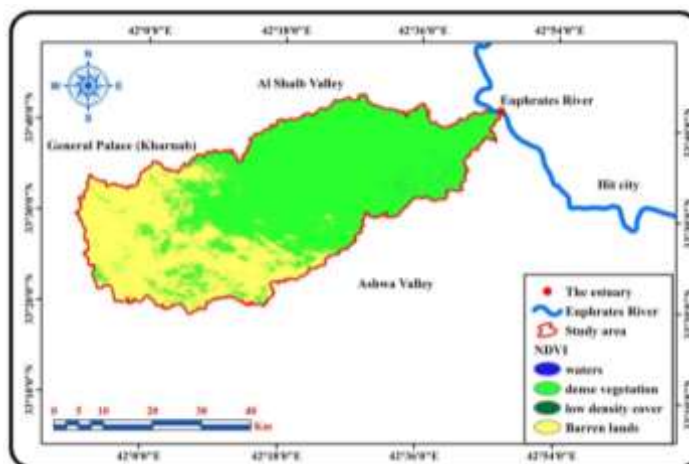 42°0'0"E 42°18'0"E 42°36'0"E 42°54'0"E
N
W E
S
Al Shaib Valley
Euphrates River
General Palace (Kharnab)
Hit city
Ashwa Valley
The estuary
Euphrates River
Study area
NDVI
waters
dense vegetation
low density cover
Barren lands
0 5 10 20 30 40
Km
42°0'0"E 42°18'0"E 42°36'0"E 42°54'0"E